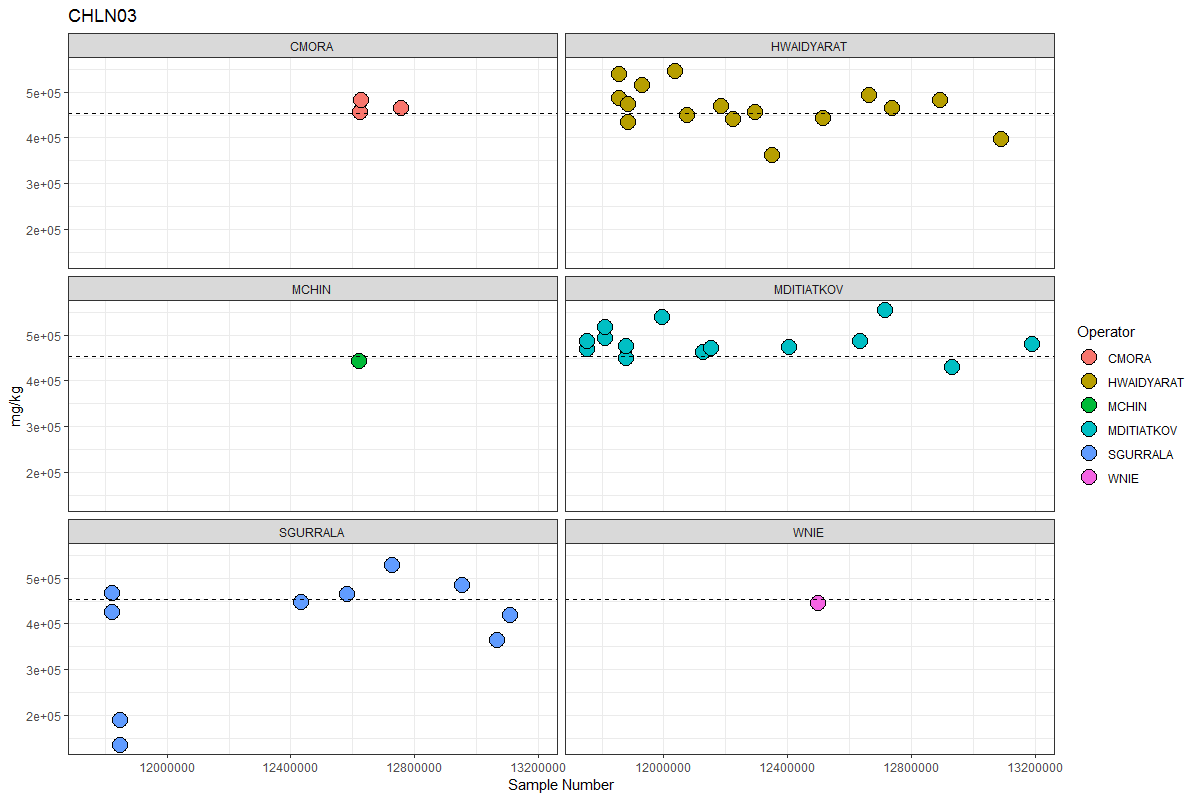 CHLN03
CMORA
HWAIDYARAT
5e+05
4e+05
3e+05
2e+05
MCHIN
MDITIATKOV
5e+05
4e+05
3e+05
2e+05
mg/kg
SGURRALA
WNIE
5e+05
4e+05
3e+05
2e+05
12000000 12400000 12800000 13200000
12000000 12400000 12800000 13200000
Sample Number
Operator
CMORA
HWAIDYARAT
MCHIN
MDITIATKOV
SGURRALA
WNIE